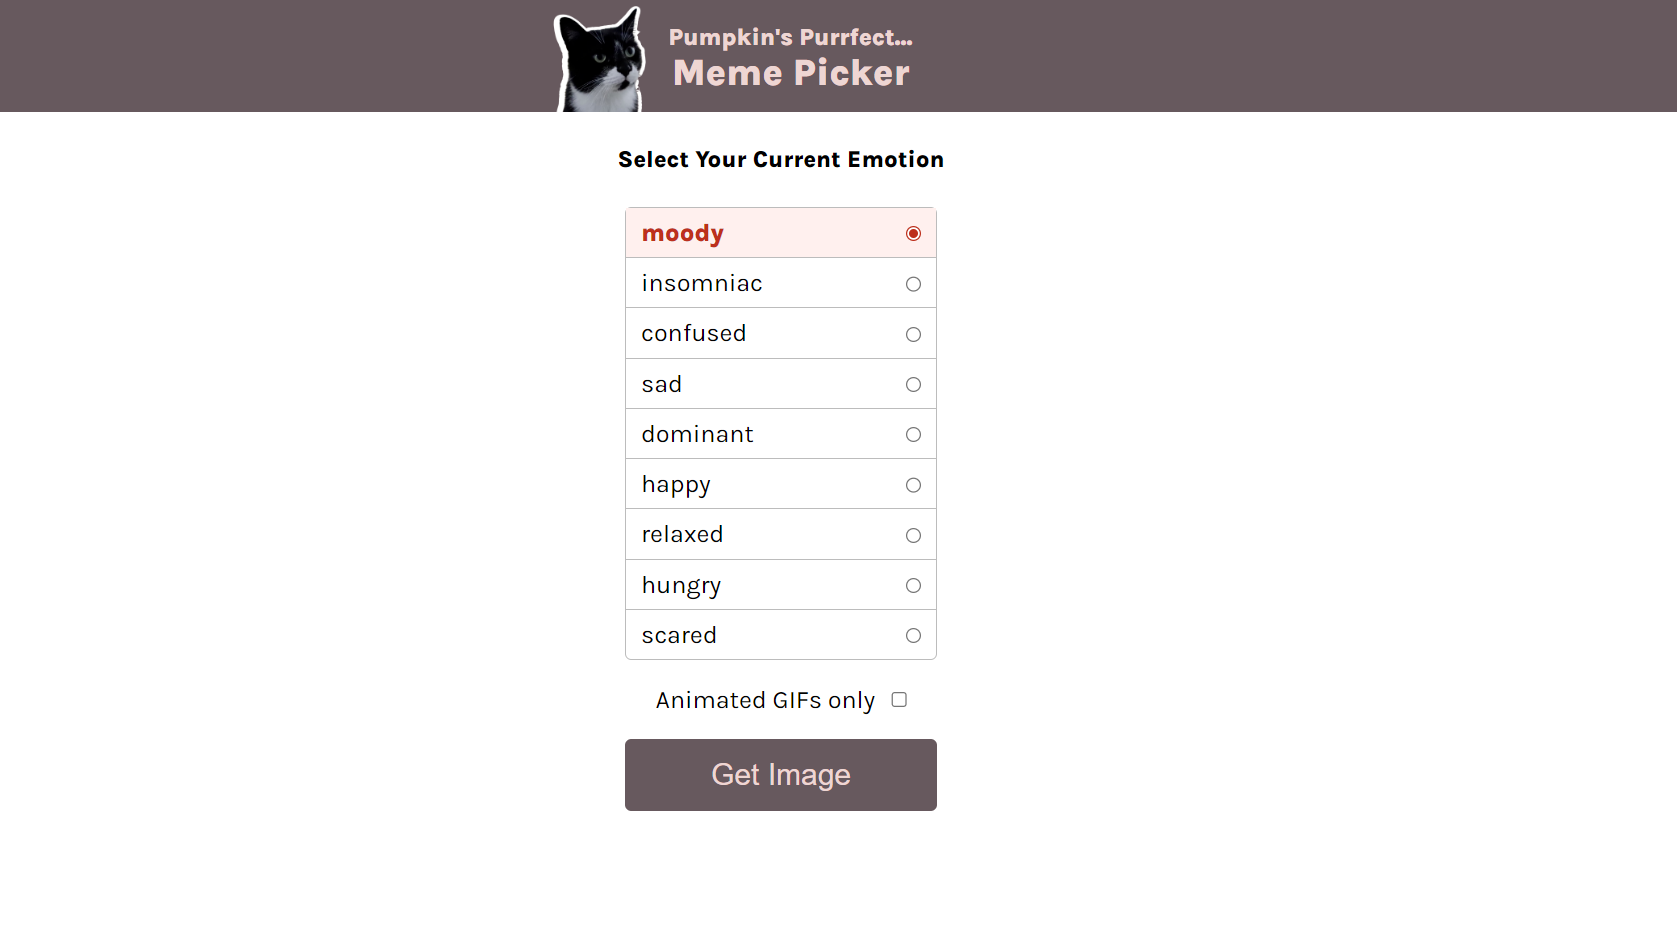 Pumpkin's Purrfect...
Meme Picker
Select Your Current Emotion
moody
insomniac
confused
sad
dominant
happy
relaxed
hungry
scared
Animated GIFs only
Get Image